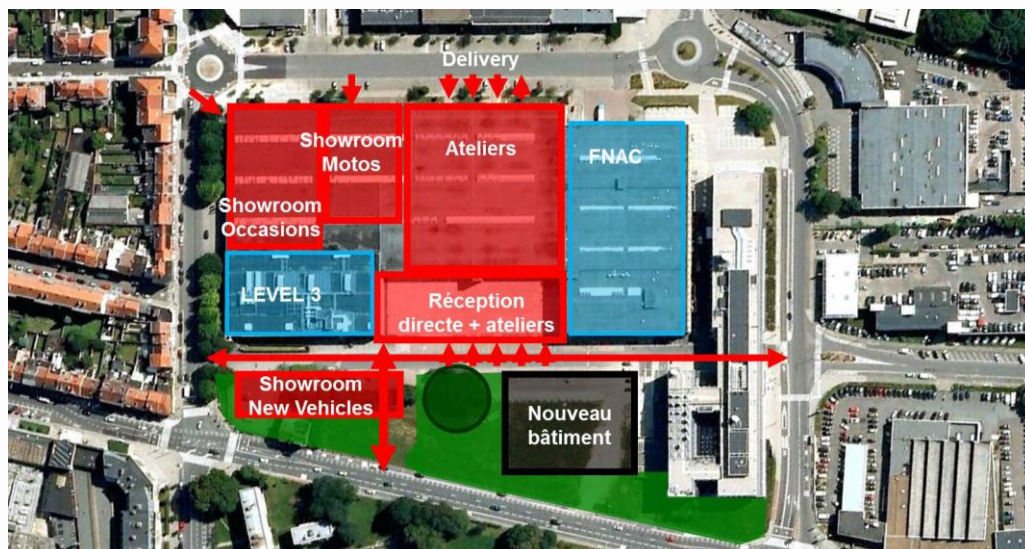 Delivery
Showroom
Motos
Ateliers
FNAC
Showroom
Occasions
LEVEL 3
Réception
directe + ateliers
Showroom
New Vehicles
Nouveau
bâtiment